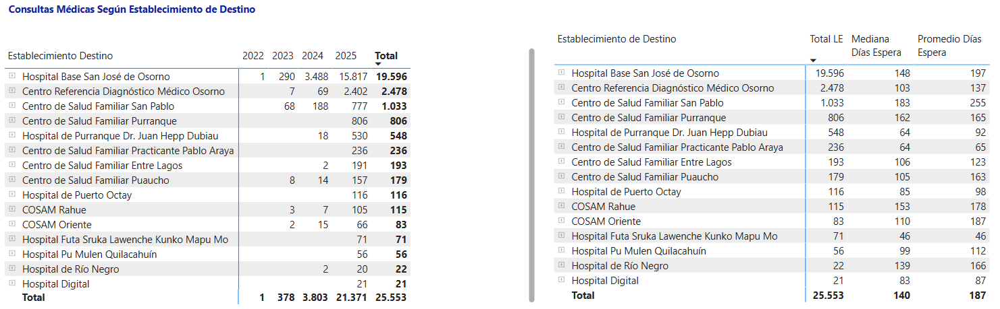 Consultas Médicas Según Establecimiento de Destino
Establecimiento Destino 2022 2023 2024 2025 Total
Hospital Base San José de Osorno 1 290 3.488 15.817 19.596
Centro Referencia Diagnóstico Médico Osorno 7 69 2.402 2.478
Centro de Salud Familiar San Pablo 68 188 777 1.033
Centro de Salud Familiar Purranque 806 806
Hospital de Purranque Dr. Juan Hepp Dubiau 18 530 548
Centro de Salud Familiar Practicante Pablo Araya 236 236
Centro de Salud Familiar Entre Lagos 2 191 193
Centro de Salud Familiar Puaucho 8 14 157 179
Hospital de Puerto Octay 116 116
COSAM Rahue 3 7 105 115
COSAM Oriente 2 15 66 83
Hospital Futa Sruka Lawenche Kunko Mapu Mo 71 71
Hospital Pu Mulen Quilacahuín 56 56
Hospital de Río Negro 2 20 22
Hospital Digital 21 21
Total 1 378 3.803 21.371 25.553
Establecimiento de Destino Total LE Mediana Promedio Días
Días Espera Espera
Hospital Base San José de Osorno 19.596 148 197
Centro Referencia Diagnóstico Médico Osorno 2.478 103 137
Centro de Salud Familiar San Pablo 1.033 183 255
Centro de Salud Familiar Purranque 806 162 165
Hospital de Purranque Dr. Juan Hepp Dubiau 548 64 92
Centro de Salud Familiar Practicante Pablo Araya 236 64 65
Centro de Salud Familiar Entre Lagos 193 106 123
Centro de Salud Familiar Puaucho 179 105 163
Hospital de Puerto Octay 116 85 98
COSAM Rahue 115 153 178
COSAM Oriente 83 110 187
Hospital Futa Sruka Lawenche Kunko Mapu Mo 71 46 46
Hospital Pu Mulen Quilacahuín 56 99 112
Hospital de Río Negro 22 139 166
Hospital Digital 21 83 87
Total 25.553 140 187